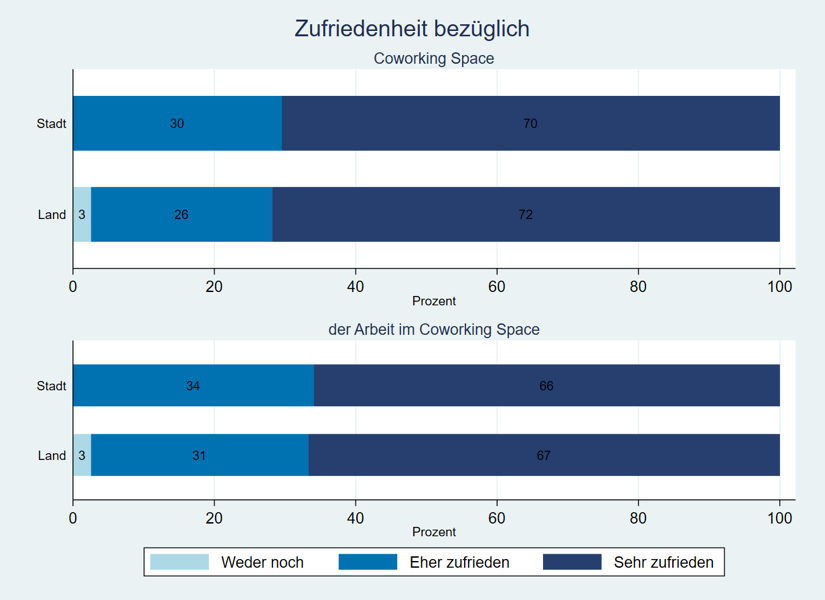 Zufriedenheit bezüglich
Coworking Space
Stadt 30 70
Land 3 26 72
0 20 40 60 80 100
Prozent
der Arbeit im Coworking Space
Stadt 34 66
Land 3 31 67
0 20 40 60 80 100
Prozent
Weder noch Eher zufrieden Sehr zufrieden